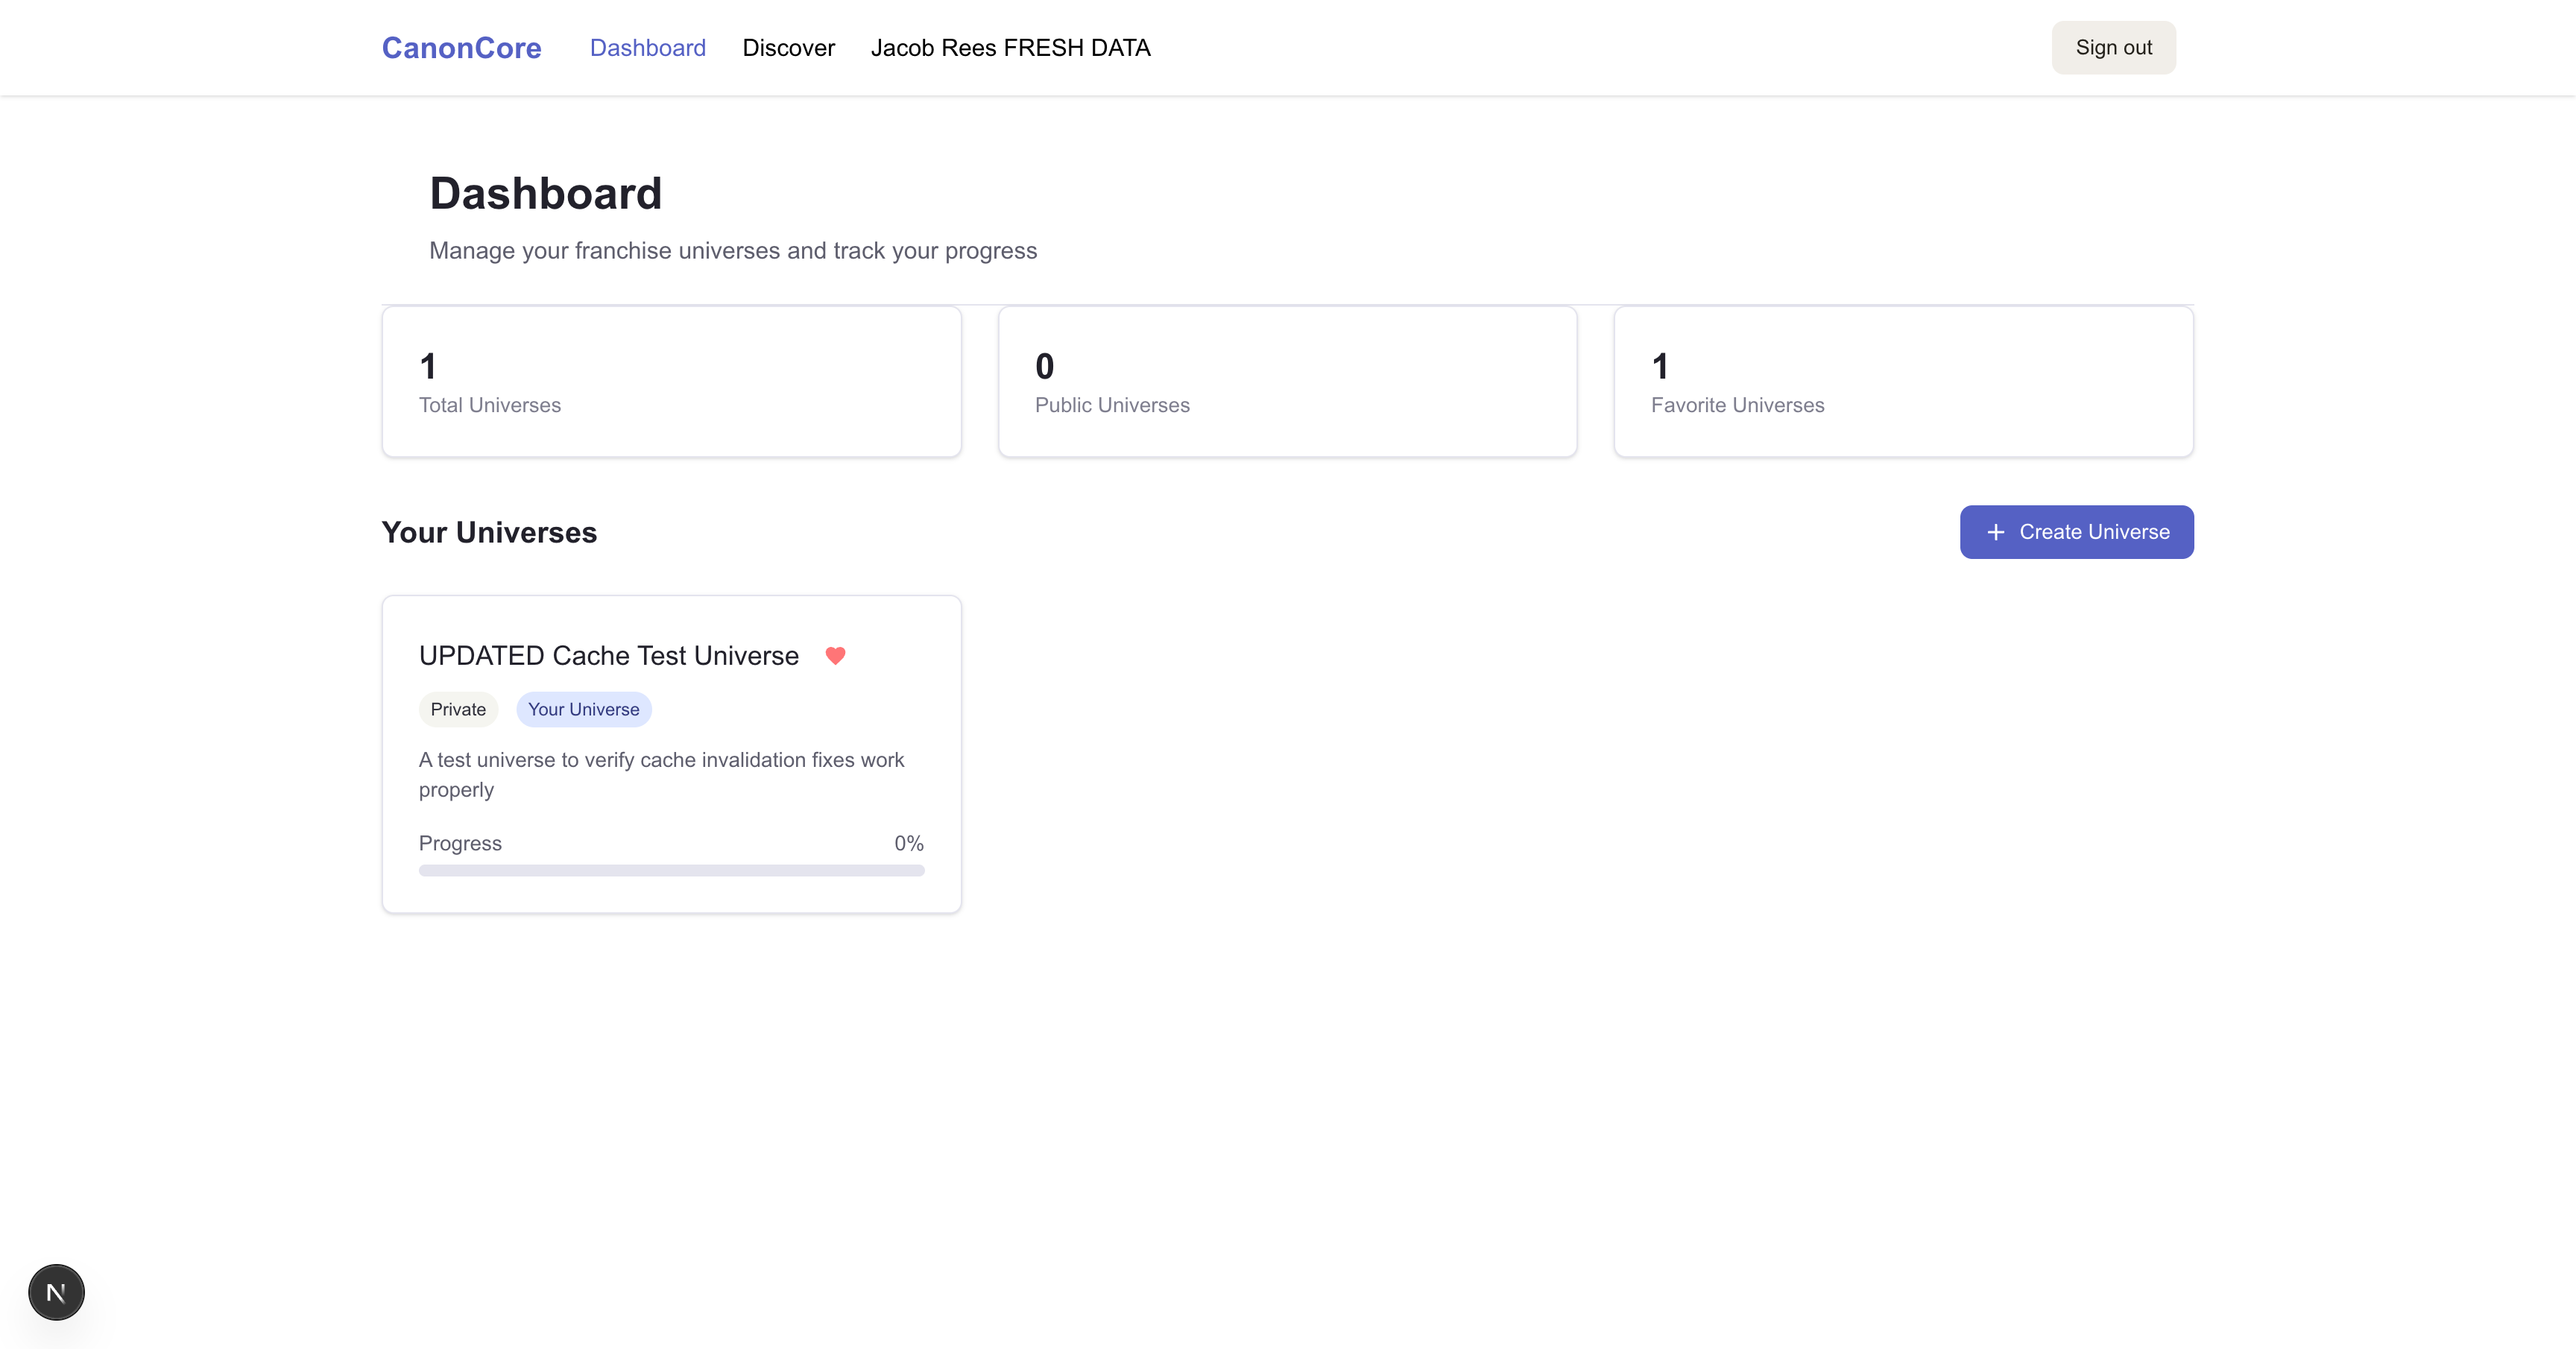 CanonCore Dashboard Discover Jacob Rees FRESH DATA Sign out
Dashboard
Manage your franchise universes and track your progress
1 0 1
Total Universes Public Universes Favorite Universes
Your Universes + Create Universe
UPDATED Cache Test Universe
Private Your Universe
A test universe to verify cache invalidation fixes work
properly
Progress 0%
N